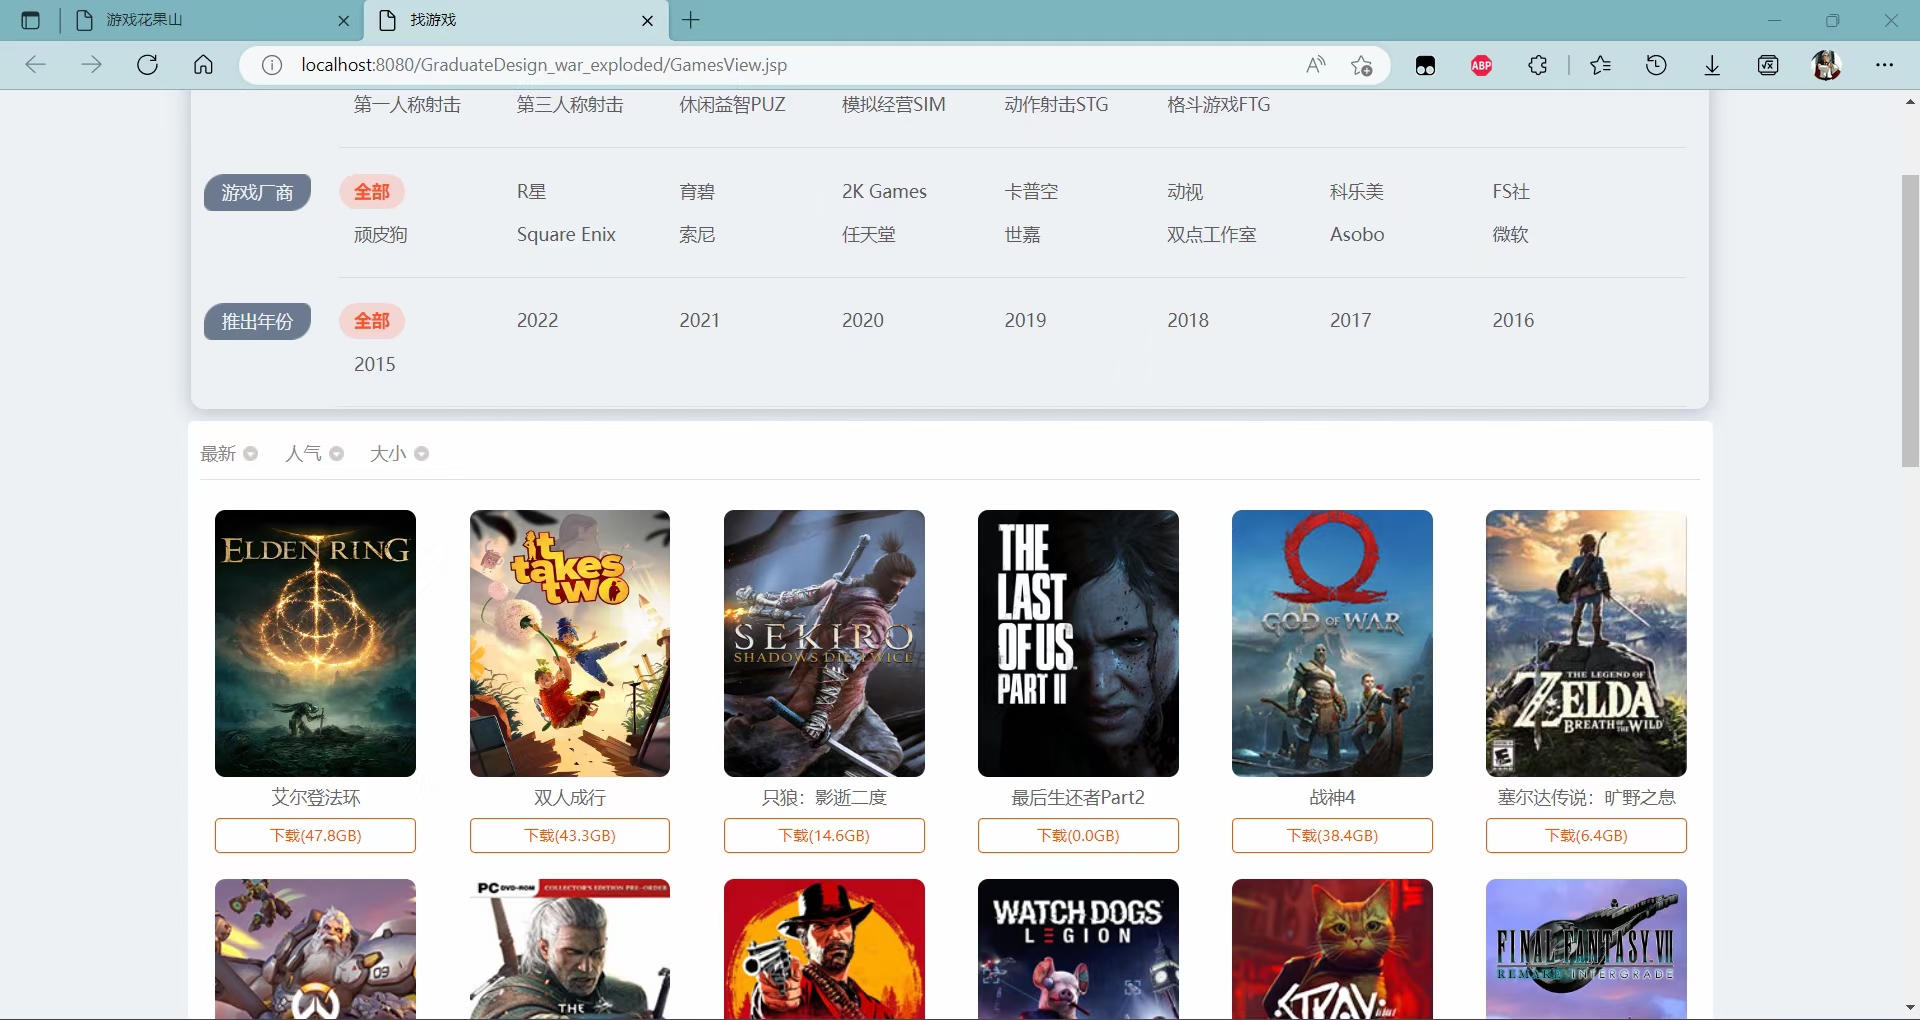 游戏花果山
找游戏
localhost:8080/GraduateDesign_war_exploded/GamesView.jsp
ABP
第一人称射击 第三人称射击 休闲益智PUZ 模拟经营SIM 动作射击STG 格斗游戏FTG
游戏厂商 全部 R星 育碧 2K Games 卡普空 动视 科乐美 FS社
顽皮狗 Square Enix 索尼 任天堂 世嘉 双点工作室 Asobo 微软
推出年份 全部 2022 2021 2020 2019 2018 2017 2016
2015
最新 人气 大小
ELDEN RING
it takes two
SEKIRO
SHADOWS DIE TWICE
THE LAST OF US PART II
GOD OF WAR
THE LEGEND OF
ZELDA
BREATH OF THE WILD
艾尔登法环 双人成行 只狼：影逝二度 最后生还者Part2 战神4 塞尔达传说：旷野之息
下载(47.8GB) 下载(43.3GB) 下载(14.6GB) 下载(0.0GB) 下载(38.4GB) 下载(6.4GB)
09
PC DVD-ROM COLLECTOR'S EDITION PRE-ORDER
THE
WATCH DOGS
LEGION
STRAY
FINAL FANTASY VII
REMAKE INTERGRADE